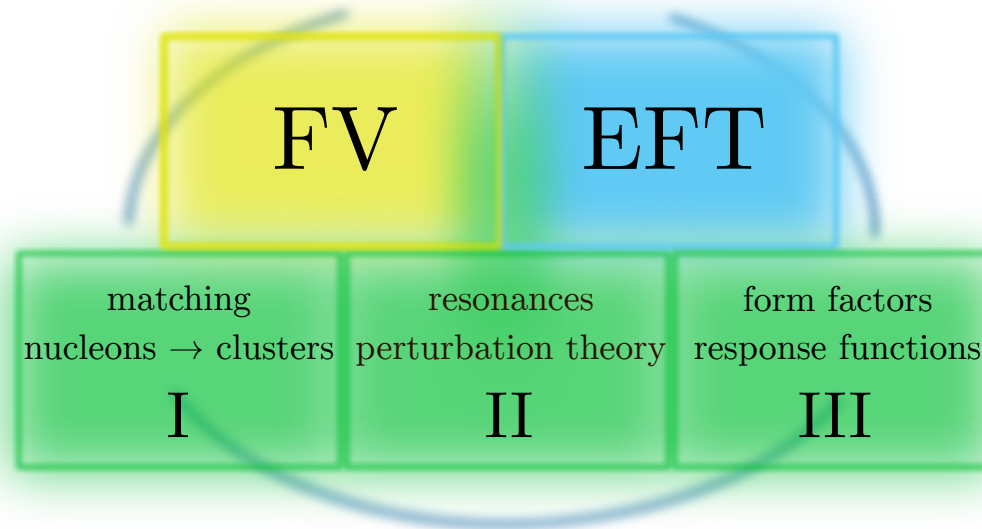 FV
EFT
matching
nucleons → clusters
I
resonances
perturbation theory
II
form factors
response functions
III